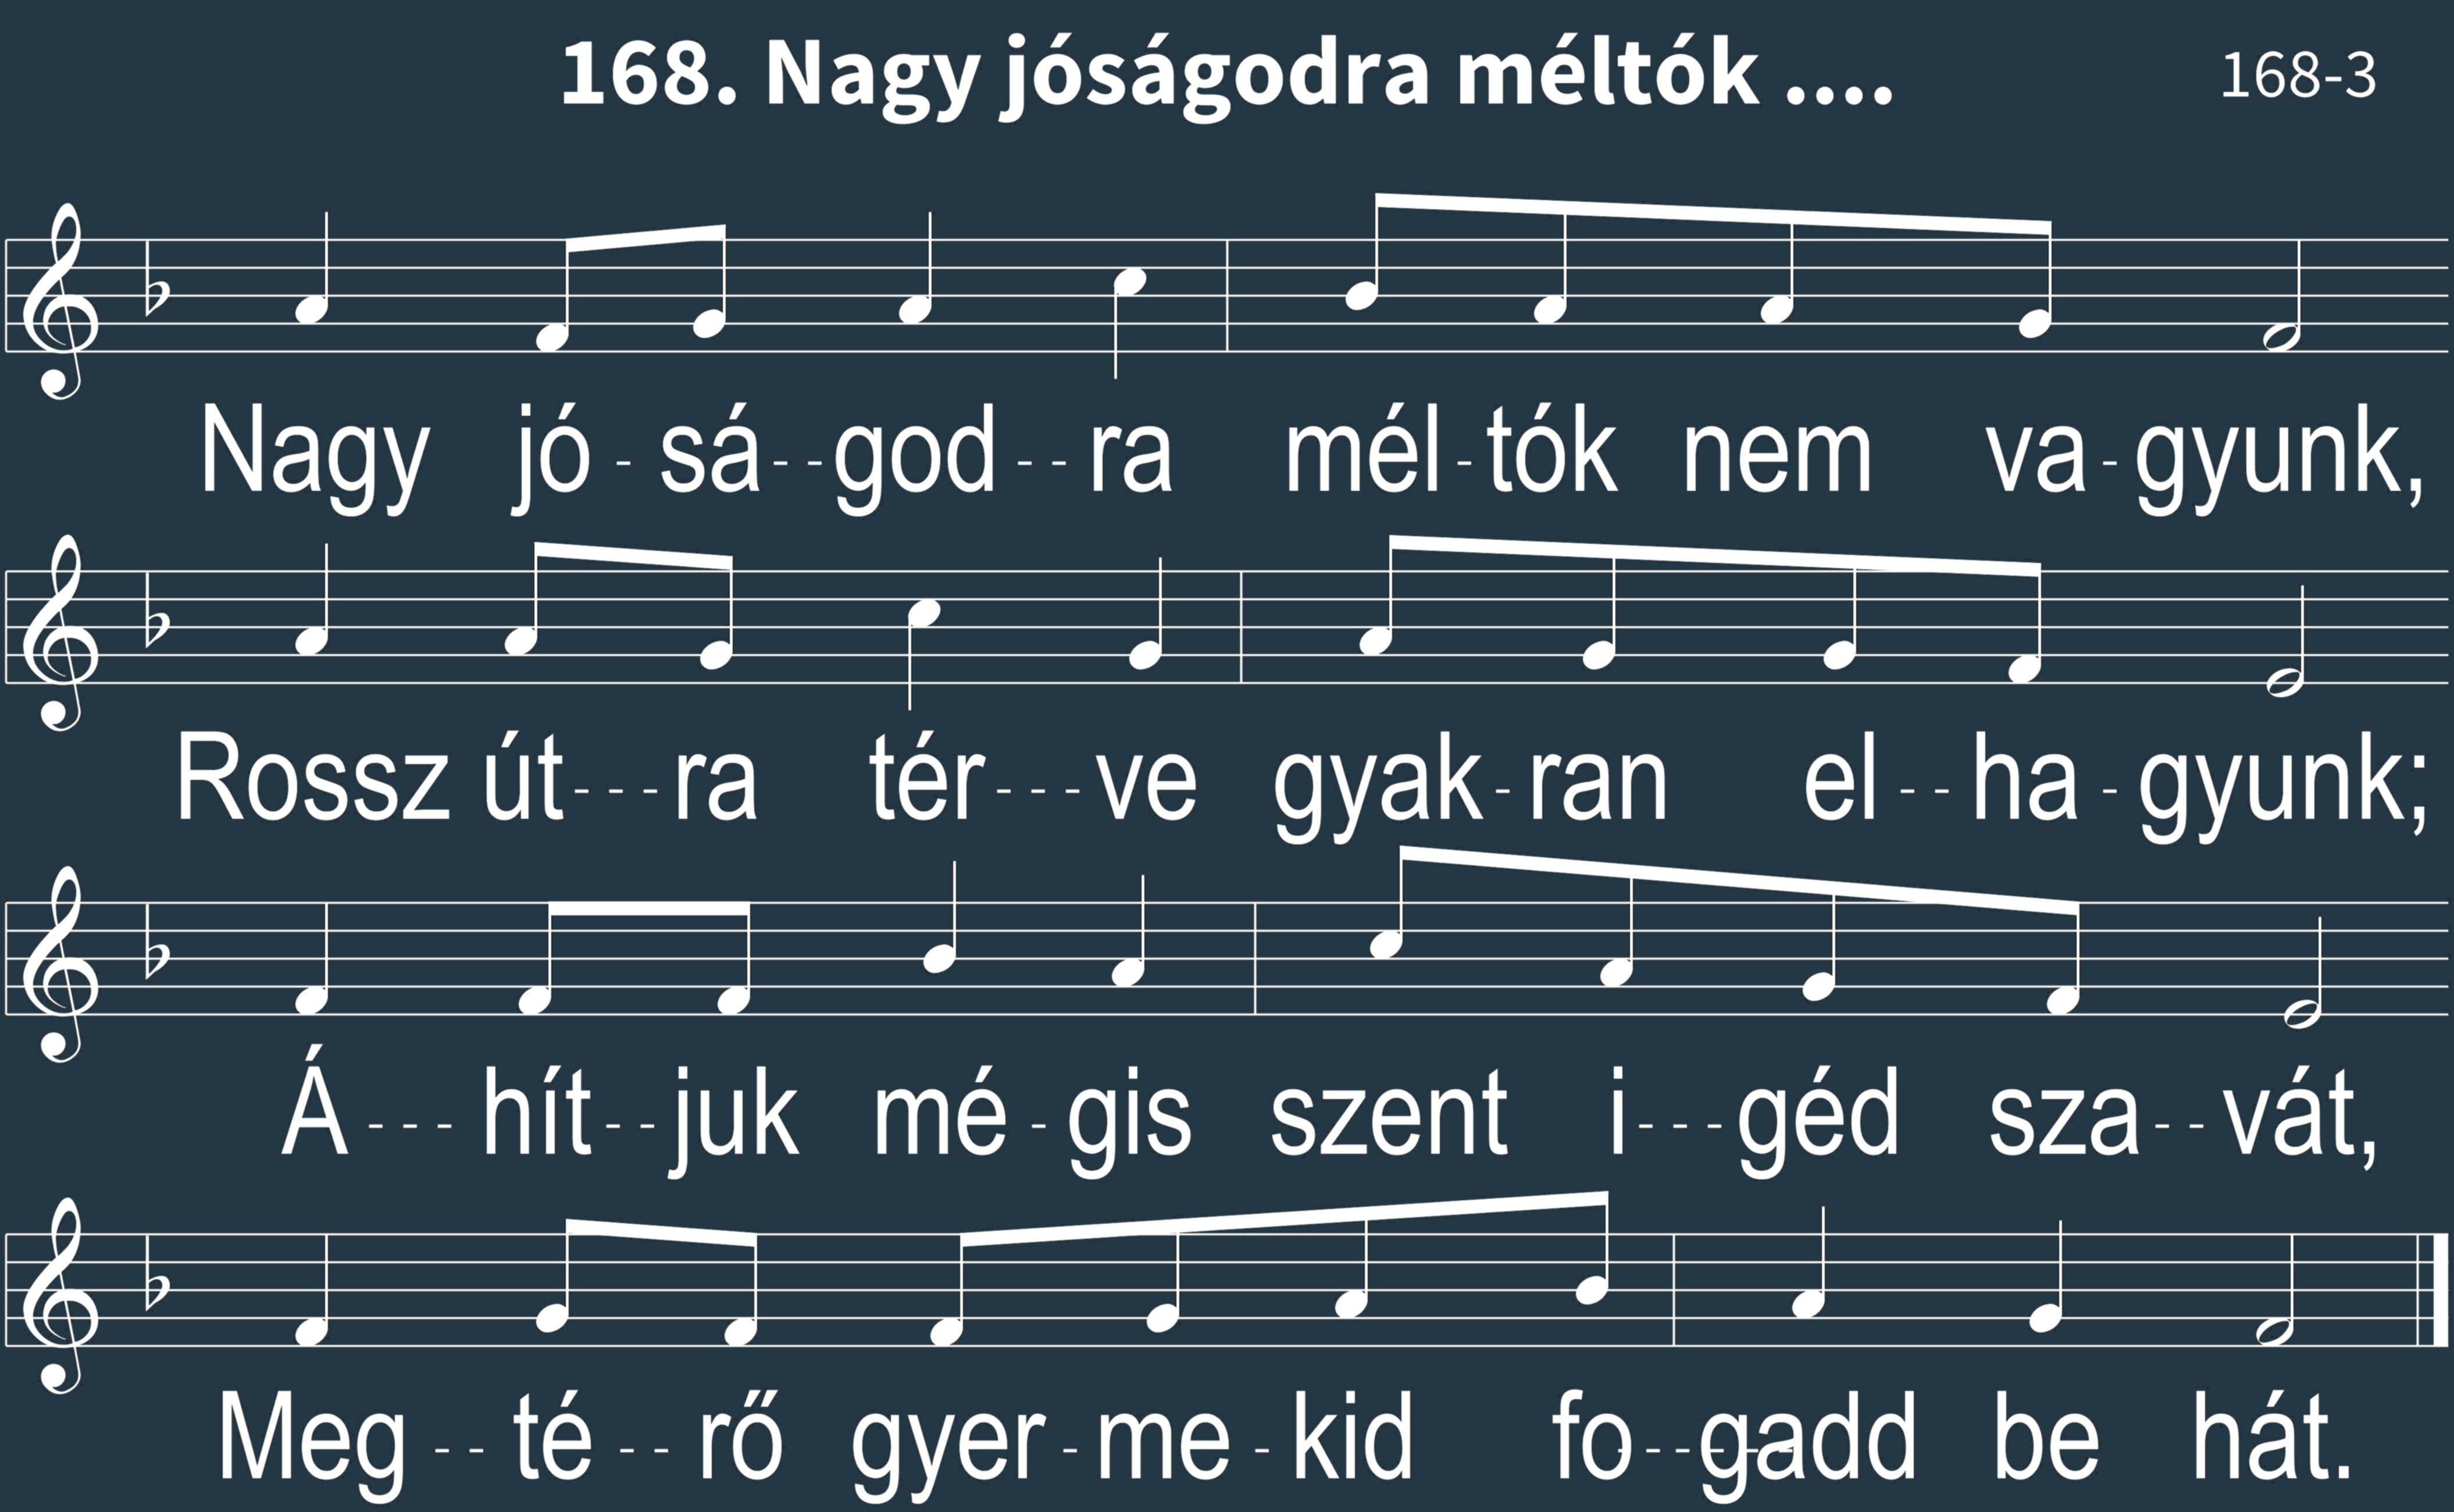 168. Nagy jóságodra méltók .... 168-3
Nagy jó - sá--god--ra mél-tók nem va-gyunk,
Rossz út---ra tér---ve gyak-ran el--ha-gyunk;
Á---hít--juk mé-gis szent i---géd sza--vát,
Meg--té--rő gyer-me-kid fo---gadd be hát.